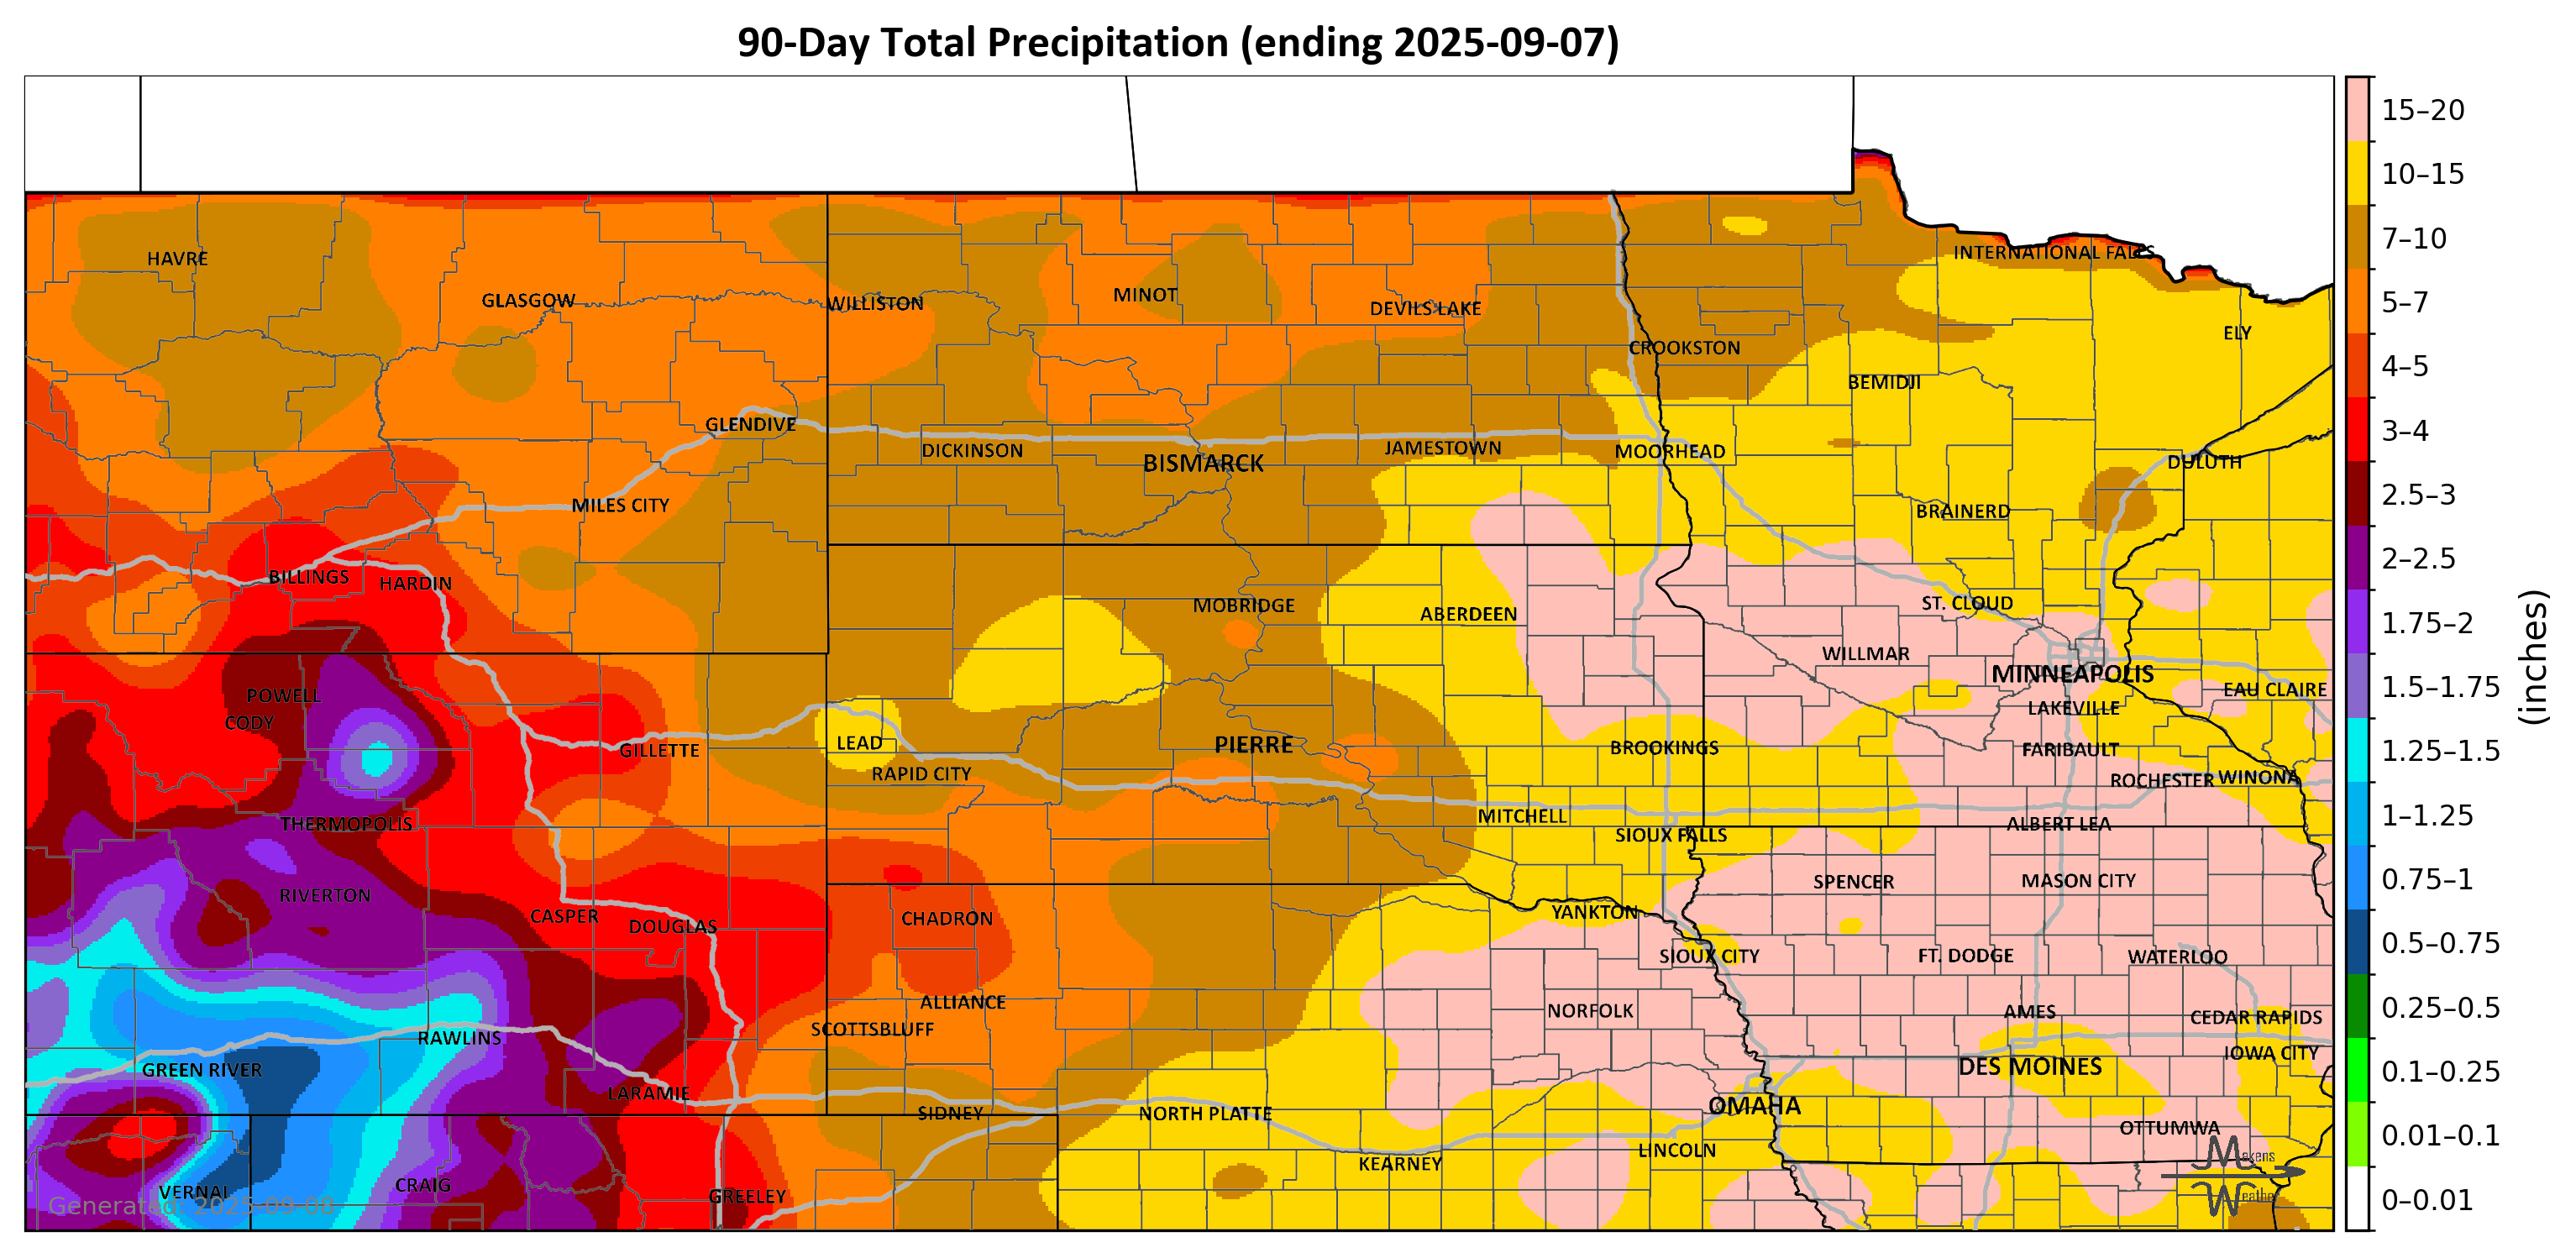 90-Day Total Precipitation (ending 2025-09-07)
15–20
10–15
7–10
5–7
4–5
3–4
2.5–3
2–2.5
1.75–2
1.5–1.75
1.25–1.5
1–1.25
0.75–1
0.5–0.75
0.25–0.5
0.1–0.25
0.01–0.1
0–0.01
(inches)
HAVRE
INTERNATIONAL FALLS
GLASGOW
WILLISTON
MINOT
DEVILS LAKE
ELY
CROOKSTON
BEMIDJI
GLENDIVE
DICKINSON
BISMARCK
JAMESTOWN
MOORHEAD
DULUTH
MILES CITY
BRAINERD
BILLINGS
HARDIN
MOBRIDGE
ABERDEEN
ST. CLOUD
WILLMAR
MINNEAPOLIS
POWELL
EAU CLAIRE
CODY
LAKEVILLE
GILLETTE
LEAD
PIERRE
BROOKINGS
FARIBAULT
RAPID CITY
ROCHESTER
WINONA
THERMOPOLIS
MITCHELL
SIOUX FALLS
ALBERT LEA
RIVERTON
SPENCER
MASON CITY
CASPER
DOUGLAS
CHADRON
YANKTON
SIOUX CITY
FT. DODGE
WATERLOO
ALLIANCE
NORFOLK
AMES
CEDAR RAPIDS
SCOTTSBLUFF
RAWLINS
IOWA CITY
GREEN RIVER
DES MOINES
LARAMIE
SIDNEY
NORTH PLATTE
OMAHA
OTTUMWA
LINCOLN
KEARNEY
VERNAL
CRAIG
GREELEY
Makens
Weather
Generated: 2025-09-08